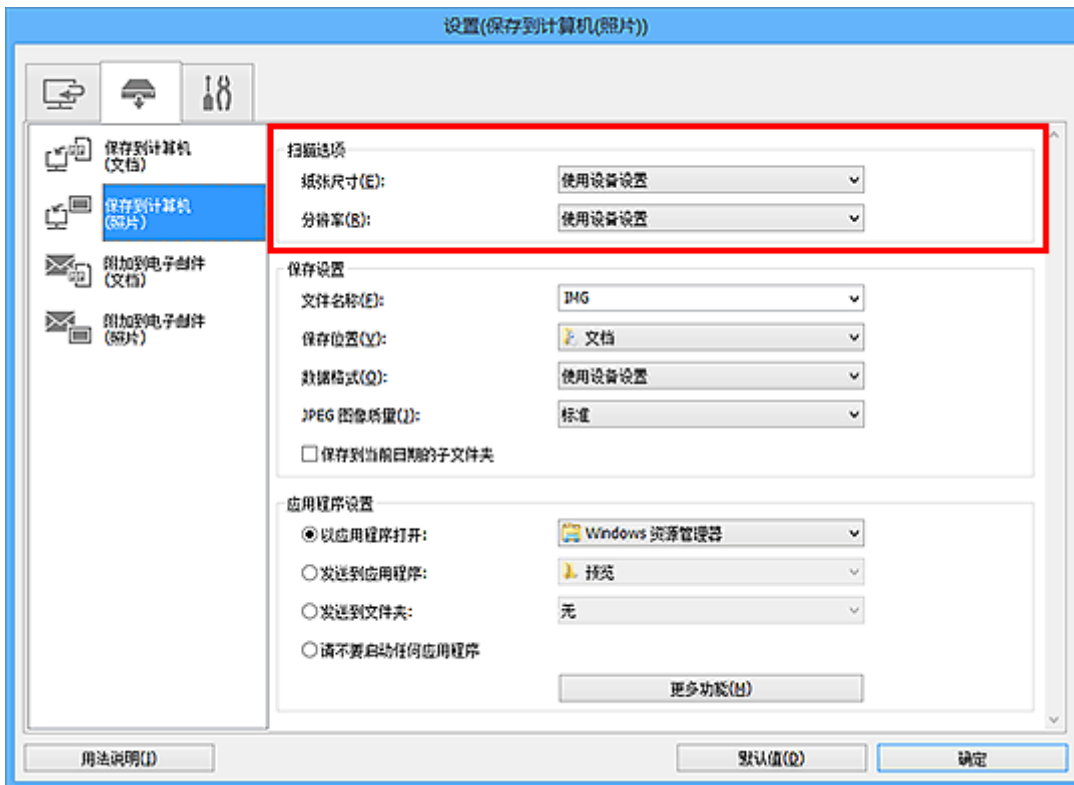 设置(保存到计算机(照片))
保存到计算机
(文档)
保存到计算机
(照片)
附加到电子邮件
(文档)
附加到电子邮件
(照片)
扫描选项
纸张尺寸(E): 使用设备设置
分辨率(R): 使用设备设置
保存设置
文件名称(F): IMG
保存位置(V): 文档
数据格式(O): 使用设备设置
JPEG 图像质量(J): 标准
保存到当前日期的子文件夹
应用程序设置
以应用程序打开: Windows 资源管理器
发送到应用程序: 预览
发送到文件夹: 无
请不要启动任何应用程序
更多功能(M)
用法说明(I) 默认值(D) 确定